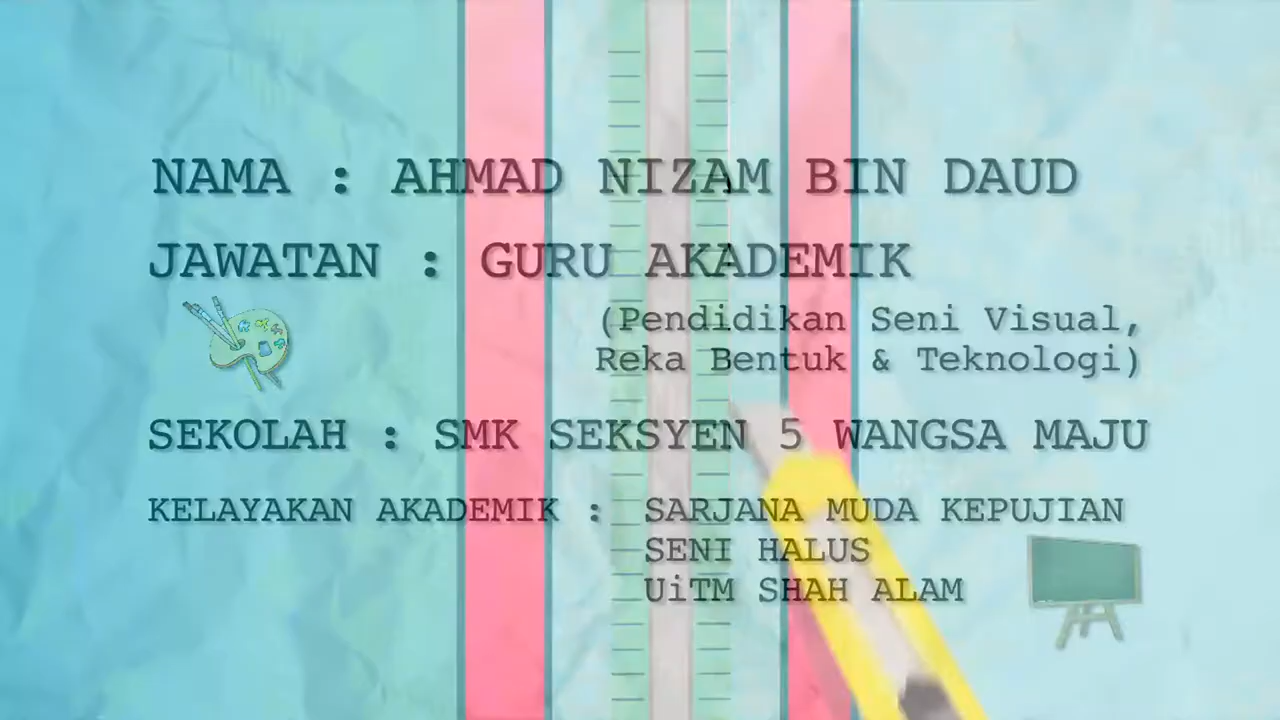 NAMA : AHMAD NIZAM BIN DAUD
JAWATAN : GURU AKADEMIK
(Pendidikan Seni Visual,
Reka Bentuk & Teknologi)
SEKOLAH : SMK SEKSYEN 5 WANGSA MAJU
KELAYAKAN AKADEMIK : SARJANA MUDA KEPUJIAN
SENI HALUS
UiTM SHAH ALAM